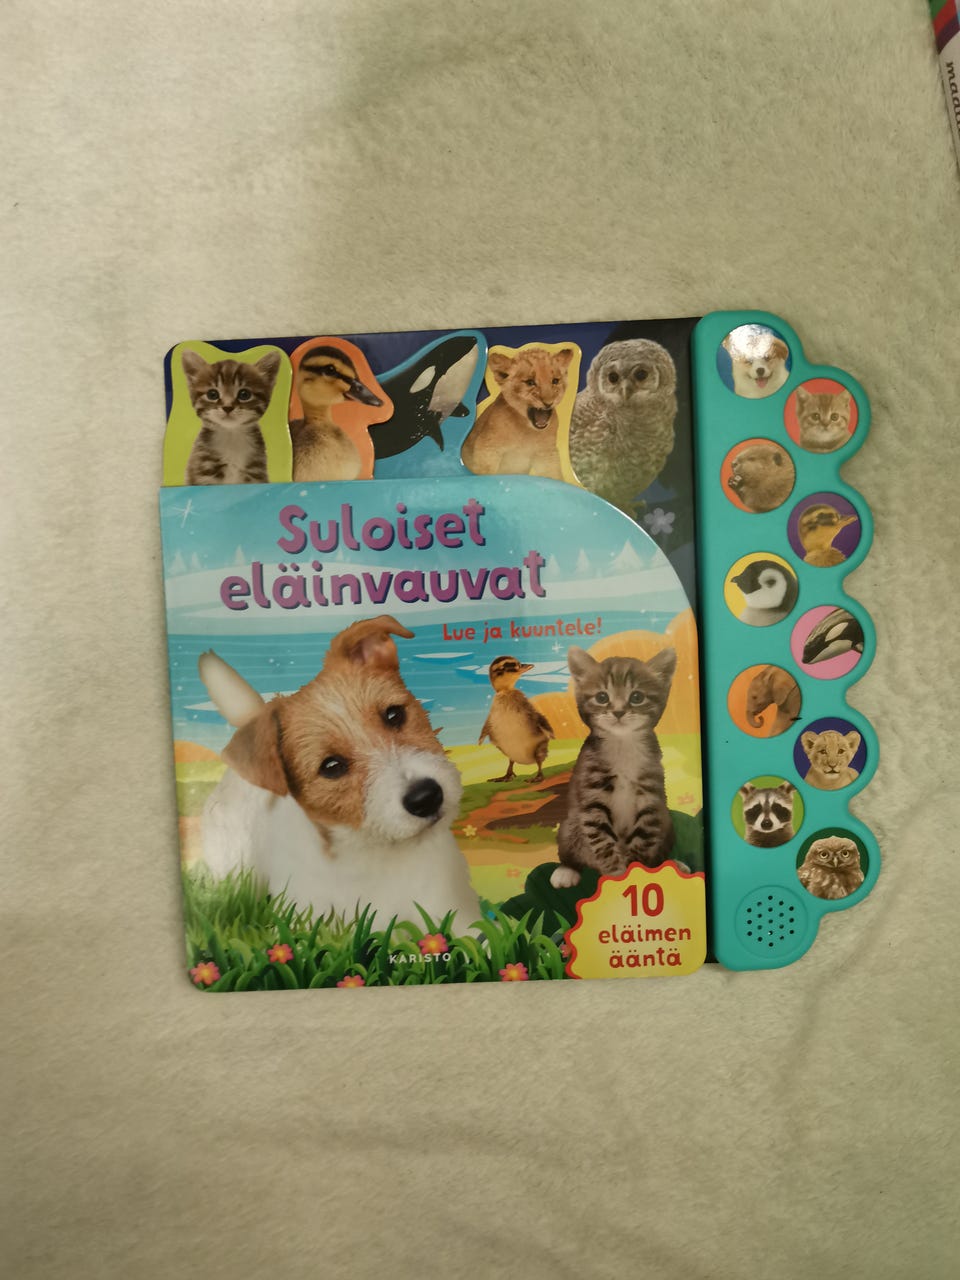 Suloiset
eläinvauvat
Lue ja kuuntele!
10
eläimen
ääntä
KARISTO